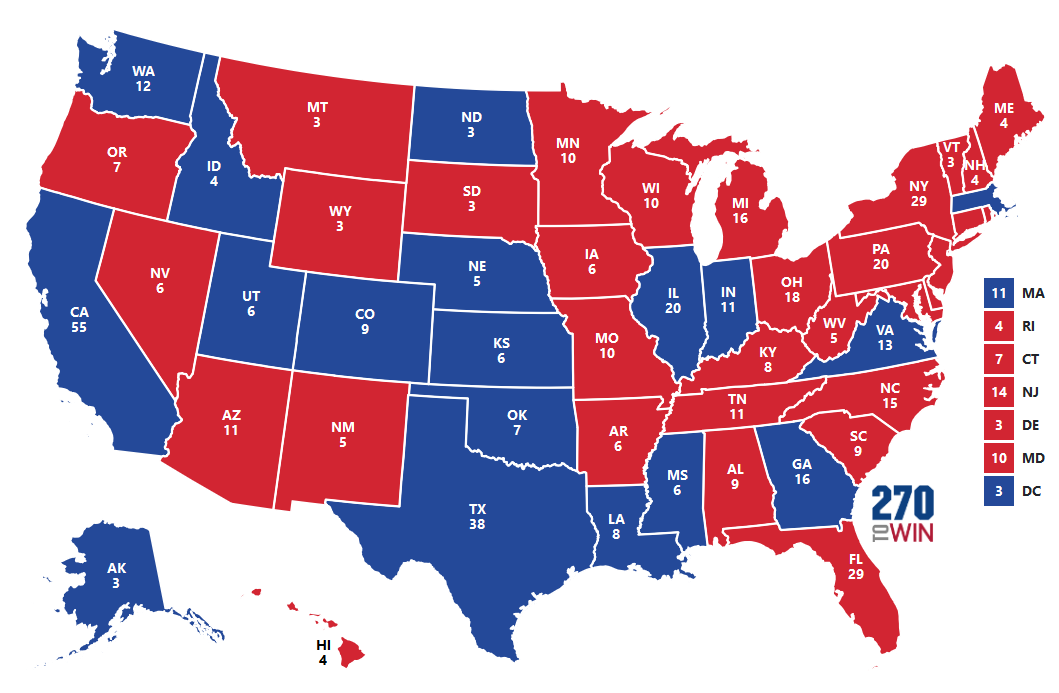 WA
12
MT
3
ND
3
MN
10
ME
4
OR
7
ID
4
VT
3
NH
4
SD
3
WI
10
MI
16
NY
29
WY
3
NV
6
UT
6
CA
55
NE
5
IA
6
PA
20
IL
20
IN
11
OH
18
CO
9
KS
6
MO
10
WV
5
VA
13
KY
8
11 MA
4 RI
7 CT
14 NJ
3 DE
10 MD
3 DC
AZ
11
NM
5
OK
7
TN
11
NC
15
AR
6
SC
9
MS
6
AL
9
GA
16
TX
38
LA
8
270
TO WIN
FL
29
AK
3
HI
4